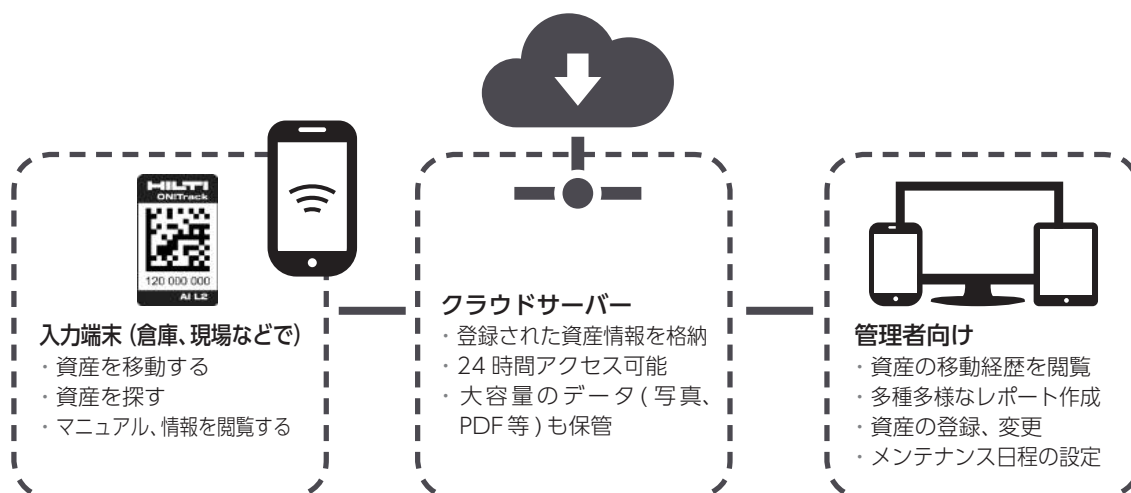 HILTI
ONITrack
120 000 000
AI L2
入力端末（倉庫、現場などで）
・資産を移動する
・資産を探す
・マニュアル、情報を閲覧する
クラウドサーバー
・登録された資産情報を格納
・24 時間アクセス可能
・大容量のデータ ( 写真、
PDF 等 ) も保管
管理者向け
・資産の移動経歴を閲覧
・多種多様なレポート作成
・資産の登録、変更
・メンテナンス日程の設定